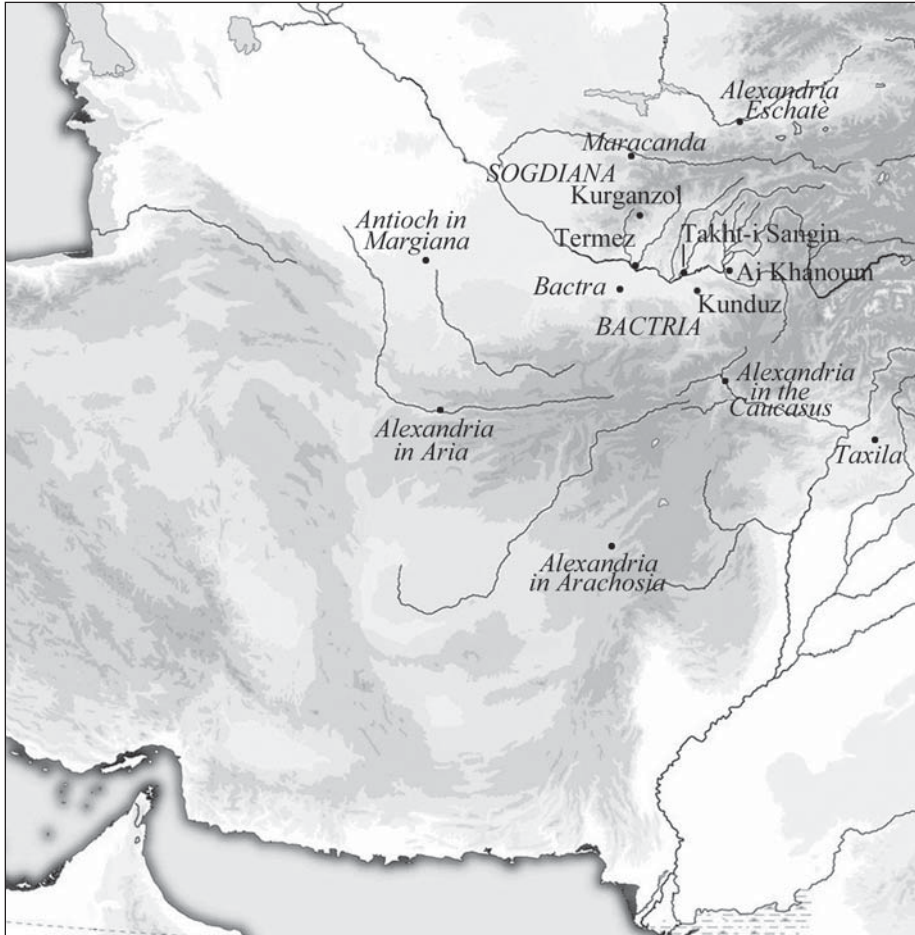 Alexandria
Eschatè
Maracanda
SOGDIANA
Kurganzol
Antioch in
Margiana
Termez
Takht-i Sangin
Aï Khanoum
Bactra
Kunduz
BACTRIA
Alexandria
in the
Caucasus
Alexandria
in Aria
Taxila
Alexandria
in Arachosia